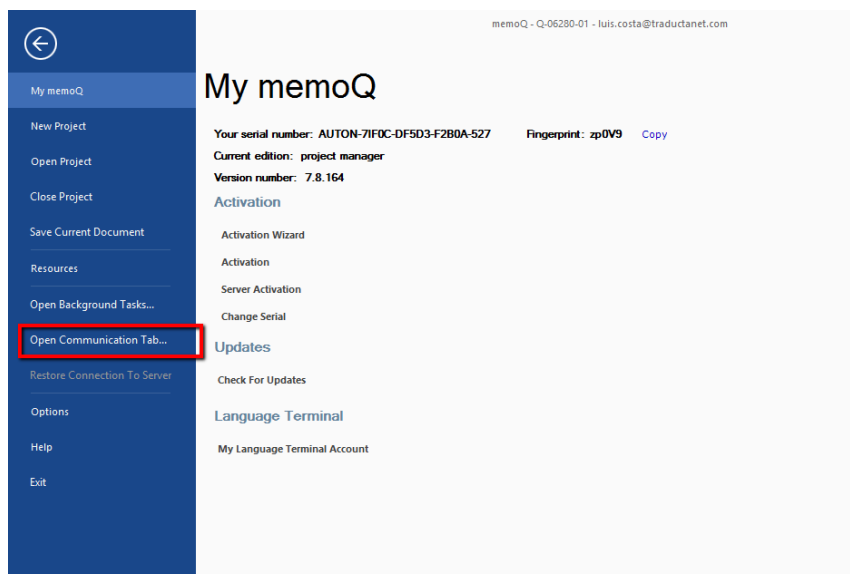 memoQ - Q-06280-01 - luis.costa@traductanet.com
My memoQ
New Project
Open Project
Close Project
Save Current Document
Resources
Open Background Tasks...
Open Communication Tab...
Restore Connection To Server
Options
Help
Exit
My memoQ
Your serial number: AUTON-7IF0C-DF5D3-F2B0A-527 Fingerprint: zp0V9 Copy
Current edition: project manager
Version number: 7.8.164
Activation
Activation Wizard
Activation
Server Activation
Change Serial
Updates
Check For Updates
Language Terminal
My Language Terminal Account